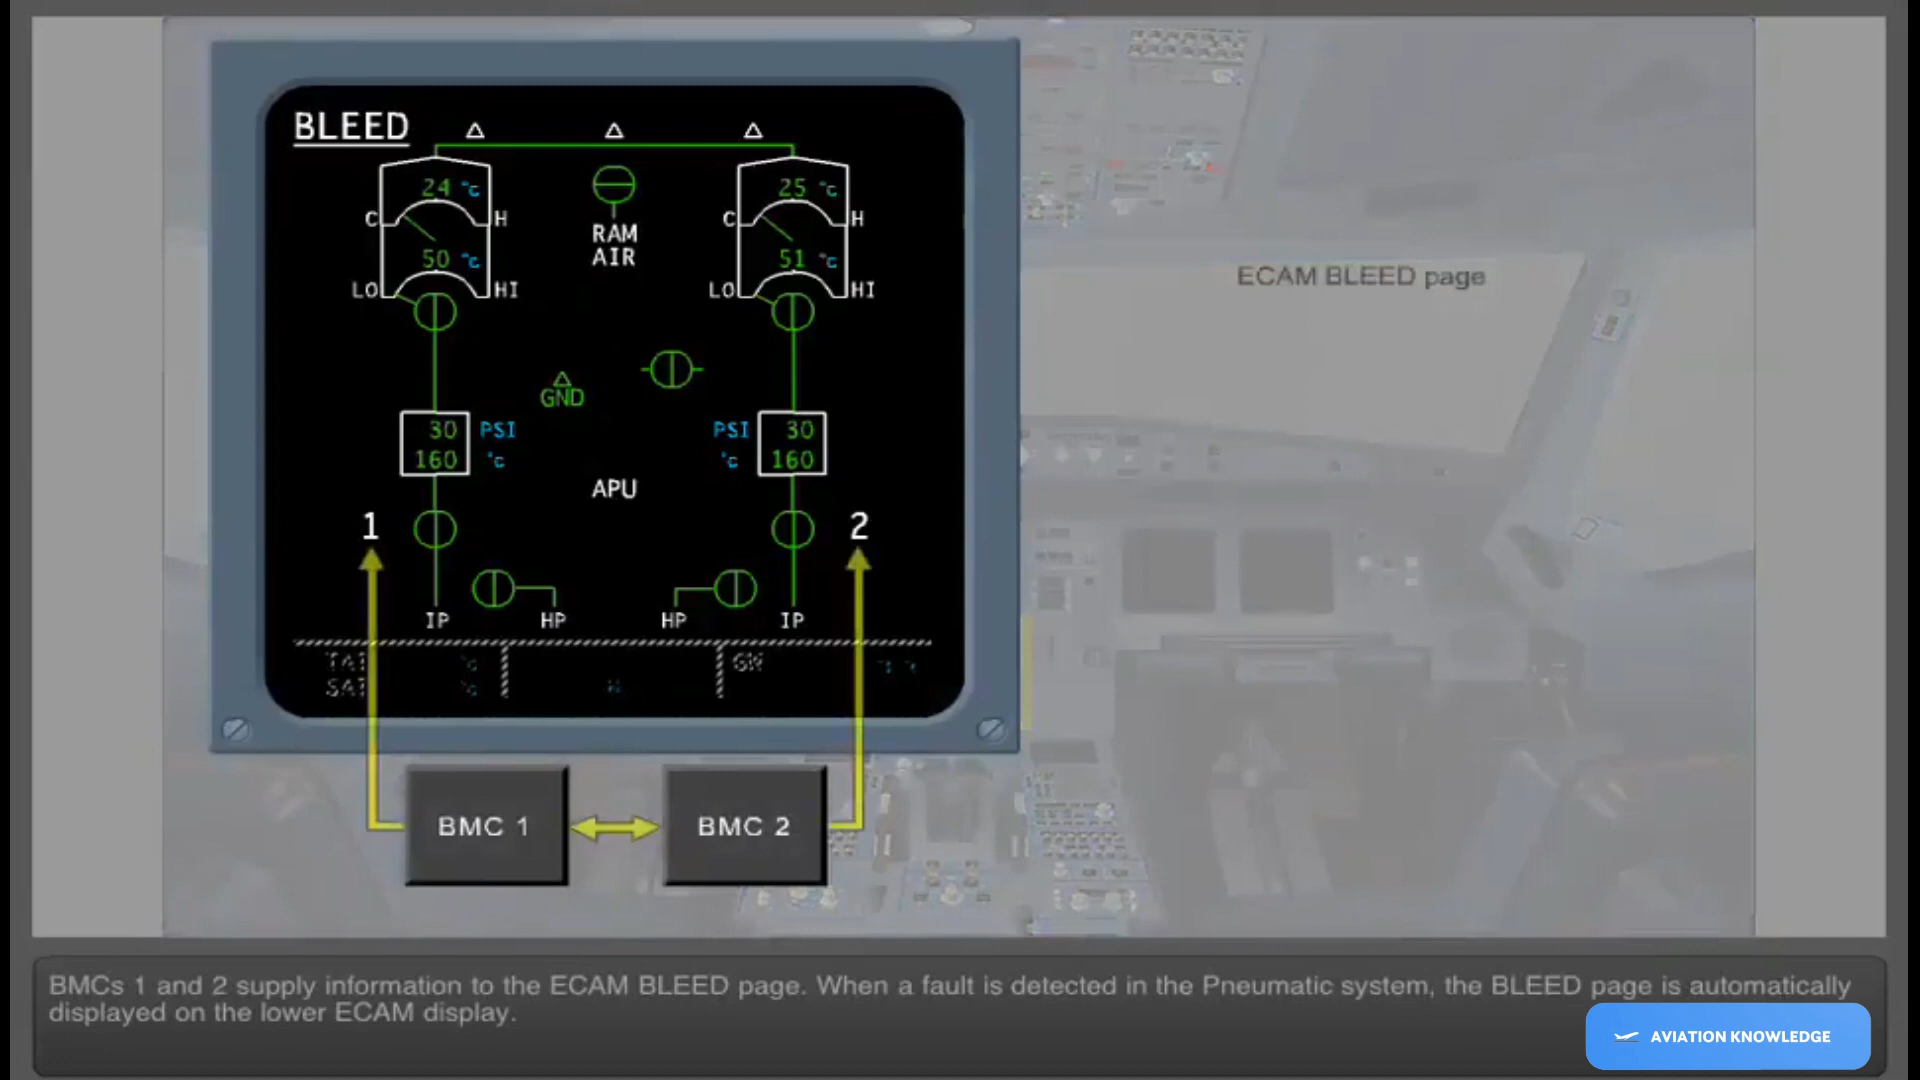 BLEED
24 °c
25 °c
C
H
C
H
RAM
AIR
50 °c
51 °c
LO
HI
LO
HI
GND
30 PSI
PSI 30
160 °c
°c 160
APU
1
2
IP
HP
HP
IP
TAT °c
GW
SAT °c
H
ECAM BLEED page
BMC 1
BMC 2
BMCs 1 and 2 supply information to the ECAM BLEED page. When a fault is detected in the Pneumatic system, the BLEED page is automatically
displayed on the lower ECAM display.
AVIATION KNOWLEDGE